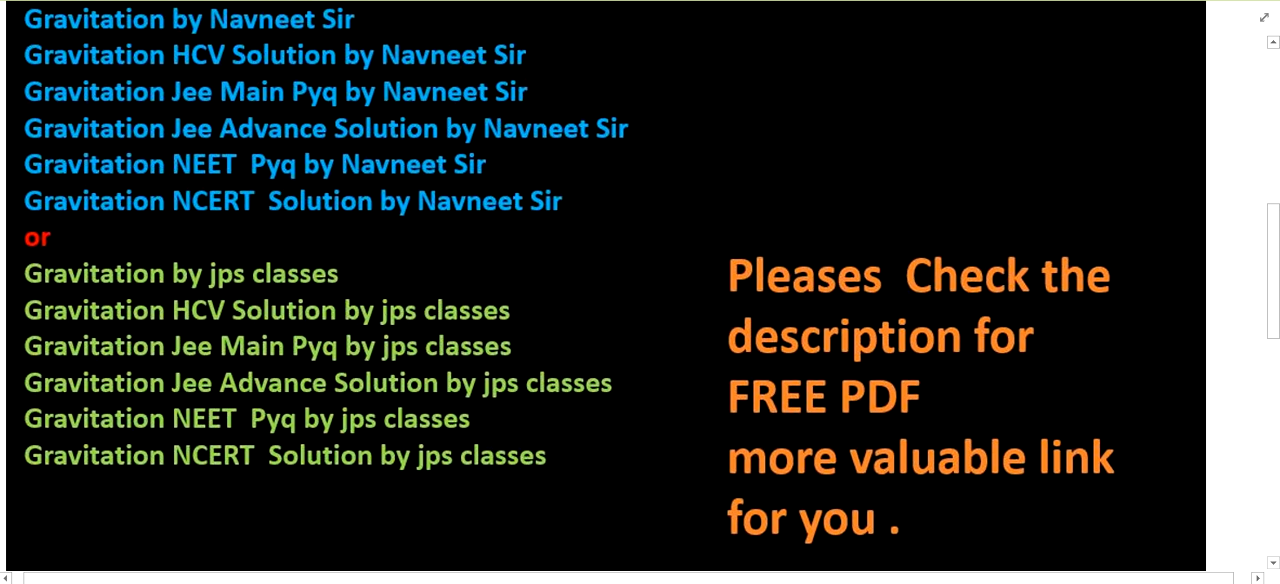 Gravitation by Navneet Sir
Gravitation HCV Solution by Navneet Sir
Gravitation Jee Main Pyq by Navneet Sir
Gravitation Jee Advance Solution by Navneet Sir
Gravitation NEET  Pyq by Navneet Sir
Gravitation NCERT  Solution by Navneet Sir
or
Gravitation by jps classes
Gravitation HCV Solution by jps classes
Gravitation Jee Main Pyq by jps classes
Gravitation Jee Advance Solution by jps classes
Gravitation NEET  Pyq by jps classes
Gravitation NCERT  Solution by jps classes
Pleases  Check the
description for
FREE PDF
more valuable link
for you .